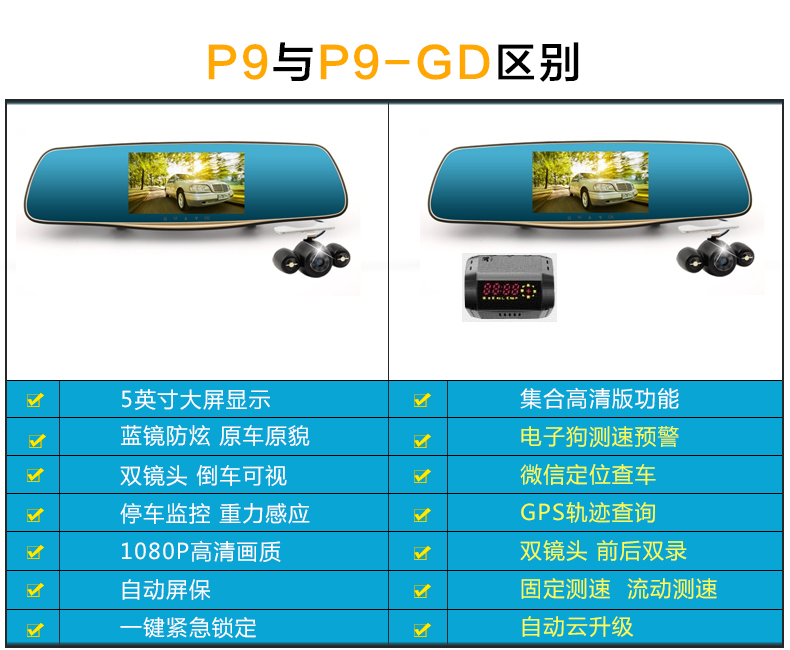 P9与P9-GD区别
5英寸大屏显示
集合高清版功能
蓝镜防炫 原车原貌
电子狗测速预警
双镜头 倒车可视
微信定位查车
停车监控 重力感应
GPS轨迹查询
1080P高清画质
双镜头 前后双录
自动屏保
固定测速 流动测速
一键紧急锁定
自动云升级